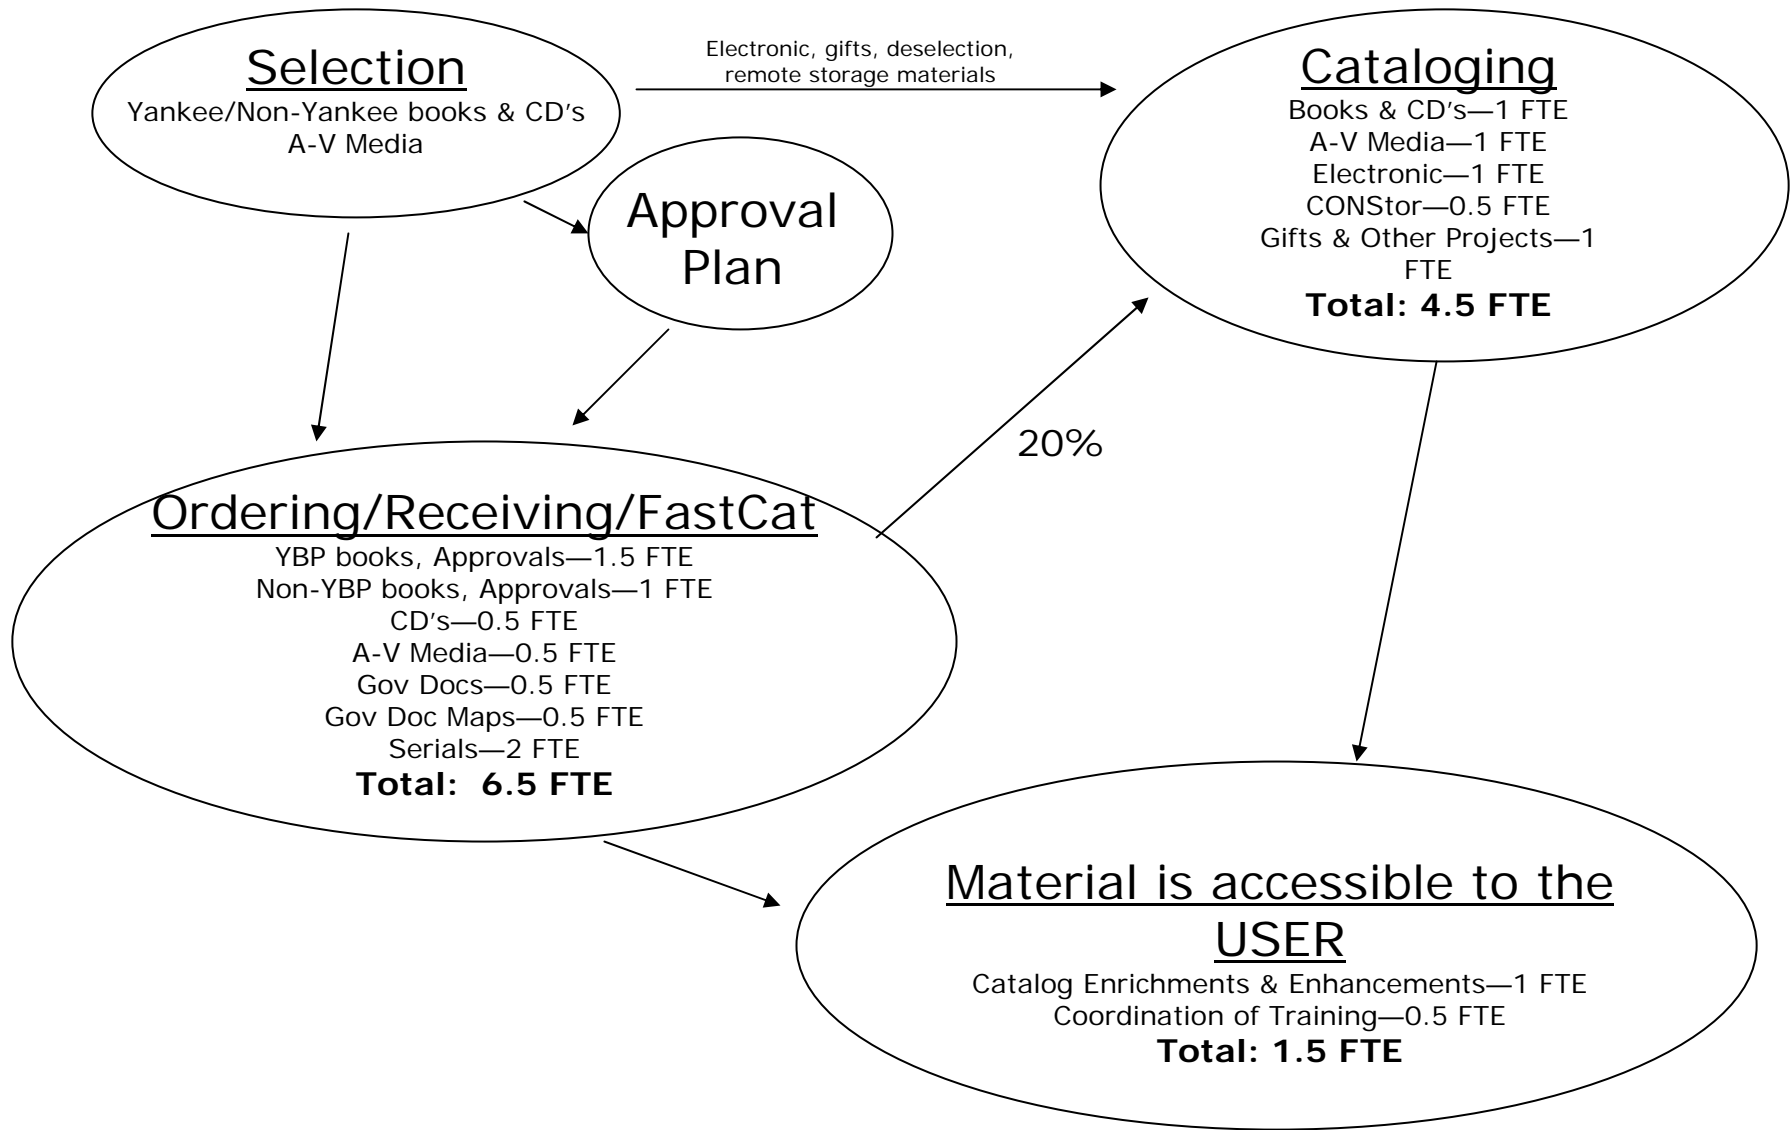 Selection
Yankee/Non-Yankee books & CD's
A-V Media
Electronic, gifts, deselection,
remote storage materials
Cataloging
Books & CD's—1 FTE
A-V Media—1 FTE
Electronic—1 FTE
CONStor—0.5 FTE
Gifts & Other Projects—1
FTE
Total: 4.5 FTE
Approval
Plan
20%
Ordering/Receiving/FastCat
YBP books, Approvals—1.5 FTE
Non-YBP books, Approvals—1 FTE
CD's—0.5 FTE
A-V Media—0.5 FTE
Gov Docs—0.5 FTE
Gov Doc Maps—0.5 FTE
Serials—2 FTE
Total:  6.5 FTE
Material is accessible to the
USER
Catalog Enrichments & Enhancements—1 FTE
Coordination of Training—0.5 FTE
Total: 1.5 FTE